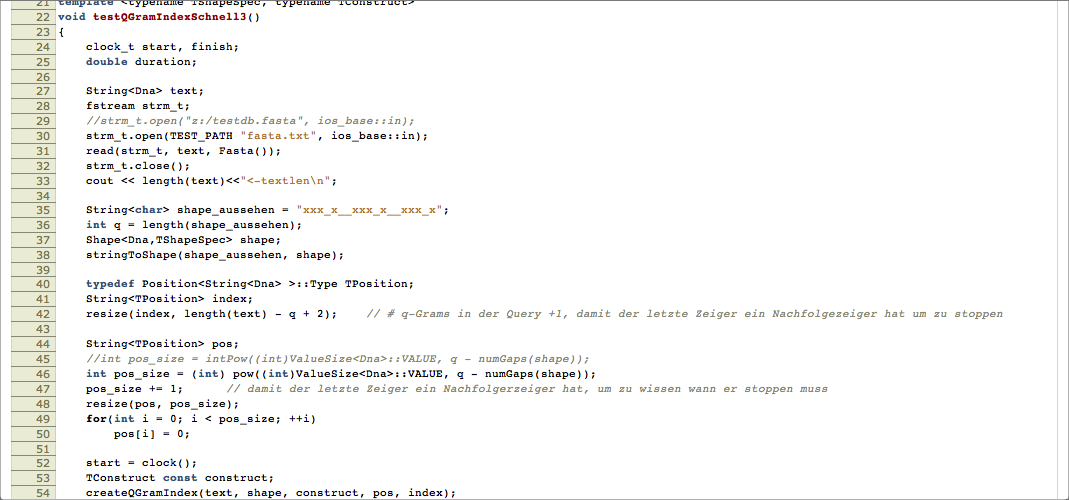 21 template <typename TShapeSpec, typename TConstruct>
22 void testQGramIndexSchnell3()
23 {
24     clock_t start, finish;
25     double duration;
26
27     String<Dna> text;
28     fstream strm_t;
29     //strm_t.open("z:/testdb.fasta", ios_base::in);
30     strm_t.open(TEST_PATH "fasta.txt", ios_base::in);
31     read(strm_t, text, Fasta());
32     strm_t.close();
33     cout << length(text)<<"<-textlen\n";
34
35     String<char> shape_aussehen = "xxx_x__xxx_x__xxx_x";
36     int q = length(shape_aussehen);
37     Shape<Dna,TShapeSpec> shape;
38     stringToShape(shape_aussehen, shape);
39
40     typedef Position<String<Dna> >::Type TPosition;
41     String<TPosition> index;
42     resize(index, length(text) - q + 2);    // # q-Grams in der Query +1, damit der letzte Zeiger ein Nachfolgezeiger hat um zu stoppen
43
44     String<TPosition> pos;
45     //int pos_size = intPow((int)ValueSize<Dna>::VALUE, q - numGaps(shape));
46     int pos_size = (int) pow((int)ValueSize<Dna>::VALUE, q - numGaps(shape));
47     pos_size += 1;      // damit der letzte Zeiger ein Nachfolgerzeiger hat, um zu wissen wann er stoppen muss
48     resize(pos, pos_size);
49     for(int i = 0; i < pos_size; ++i)
50         pos[i] = 0;
51
52     start = clock();
53     TConstruct const construct;
54     createQGramIndex(text, shape, construct, pos, index);